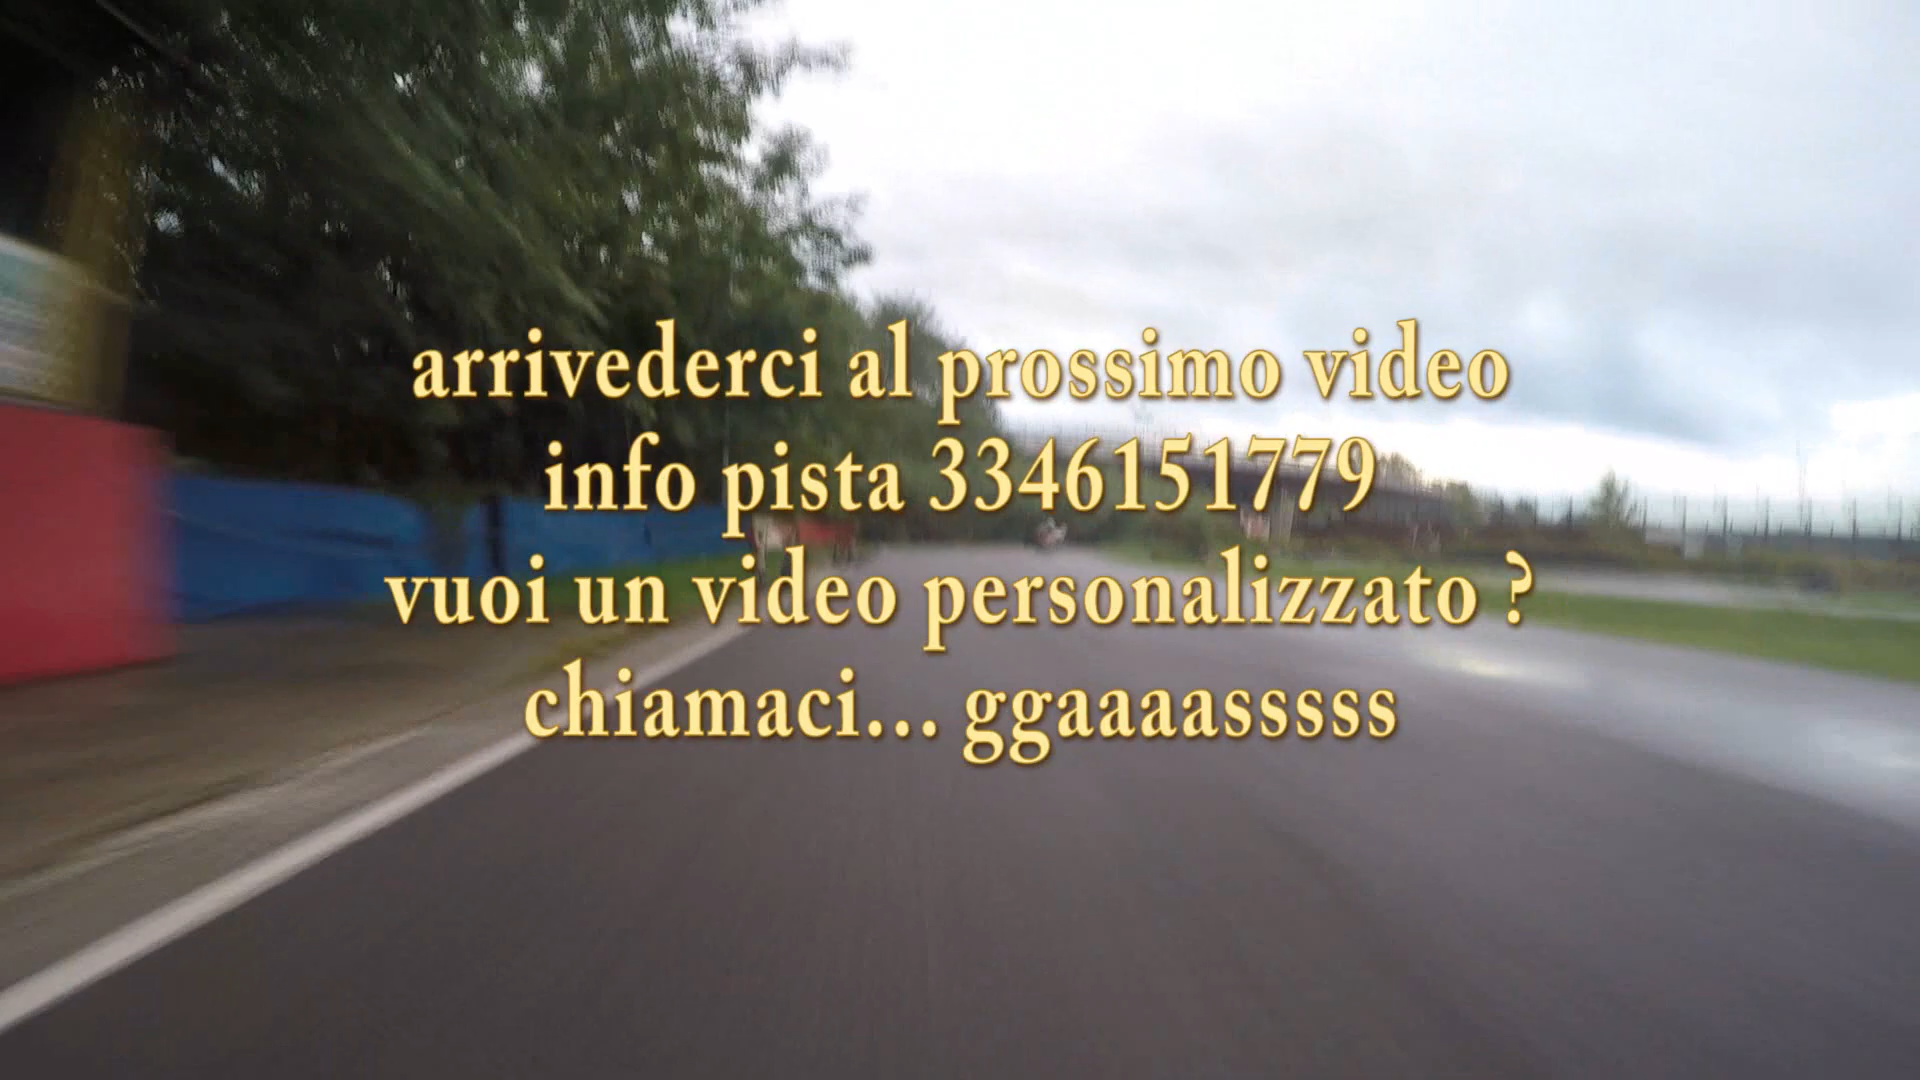 arrivederci al prossimo video
info pista 3346151779
vuoi un video personalizzato ?
chiamaci... ggaaaasssss